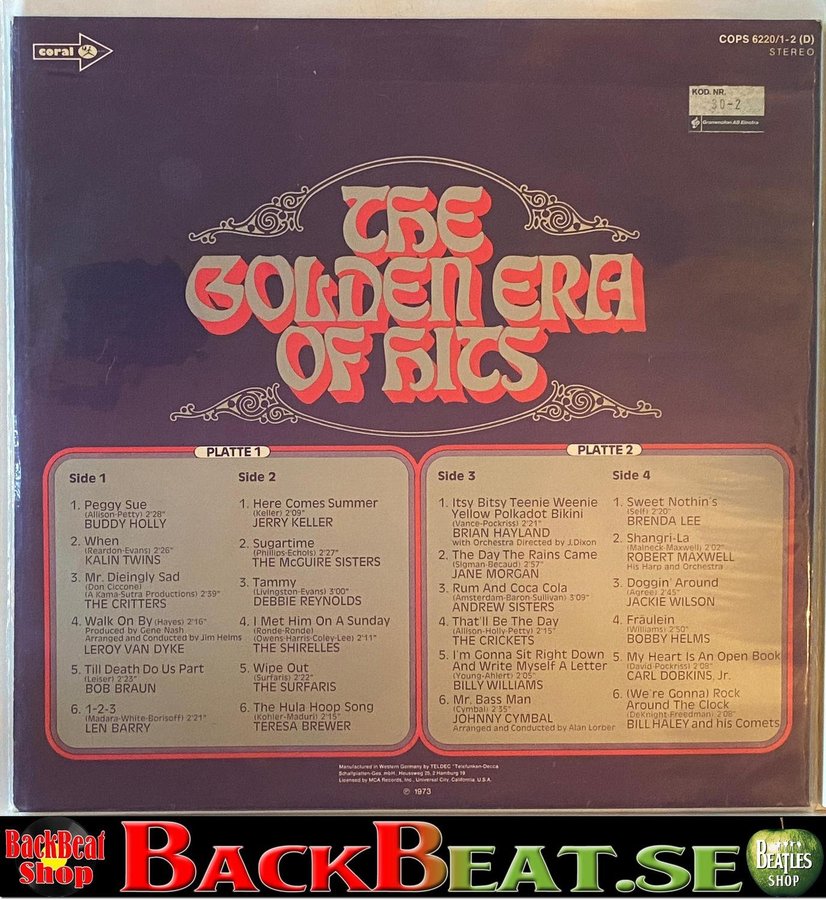 coral
COPS 6220/1-2 (D)
STEREO
KOD. NR.
30-2
Grammofon AB Electra
THE
GOLDEN ERA
OF HITS
PLATTE 1
Side 1
1. Peggy Sue
(Allison-Petty) 2'28"
BUDDY HOLLY
2. When
(Reardon-Evans) 2'26"
KALIN TWINS
3. Mr. Dieingly Sad
(Don Ciccone)
(A Kama-Sutra Productions) 2'39"
THE CRITTERS
4. Walk On By (Hayes) 2'16"
Produced by Gene Nash
Arranged and Conducted by Jim Helms
LEROY VAN DYKE
5. Till Death Do Us Part
(Leiser) 2'23"
BOB BRAUN
6. 1-2-3
(Madara-White-Borisoff) 2'21"
LEN BARRY
Side 2
1. Here Comes Summer
(Keller) 2'09"
JERRY KELLER
2. Sugartime
(Phillips-Echols) 2'27"
THE McGUIRE SISTERS
3. Tammy
(Livingston-Evans) 3'00"
DEBBIE REYNOLDS
4. I Met Him On A Sunday
(Ronde-Ronde)
(Owens-Harris-Coley-Lee) 2'11"
THE SHIRELLES
5. Wipe Out
(Surfaris) 2'22"
THE SURFARIS
6. The Hula Hoop Song
(Kohler-Maduri) 2'15"
TERESA BREWER
PLATTE 2
Side 3
1. Itsy Bitsy Teenie Weenie
Yellow Polkadot Bikini
(Vance-Pockriss) 2'21"
BRIAN HAYLAND
with Orchestra Directed by J.Dixon
2. The Day The Rains Came
(Sigman-Becaud) 2'57"
JANE MORGAN
3. Rum And Coca Cola
(Amsterdam-Baron-Sullivan) 3'09"
ANDREW SISTERS
4. That'll Be The Day
(Allison-Holly-Petty) 2'15"
THE CRICKETS
5. I'm Gonna Sit Right Down
And Write Myself A Letter
(Young-Ahlert) 2'05"
BILLY WILLIAMS
6. Mr. Bass Man
(Cymbal) 2'35"
JOHNNY CYMBAL
Arranged and Conducted by Alan Lorber
Side 4
1. Sweet Nothin's
(Self) 2'20"
BRENDA LEE
2. Shangri-La
(Malneck-Maxwell) 2'02"
ROBERT MAXWELL
His Harp and Orchestra
3. Doggin' Around
(Agree) 2'45"
JACKIE WILSON
4. Fräulein
(Williams) 2'50"
BOBBY HELMS
5. My Heart Is An Open Book
(David-Pockriss) 2'08"
CARL DOBKINS, Jr.
6. (We're Gonna) Rock
Around The Clock
(DeKnight-Freedman) 2'08"
BILL HALEY and his Comets
Manufactured in Western Germany by TELDEC "Telefunken-Decca
Schallplatten-Ges. mbH., Heussweg 25, 2 Hamburg 19
Licensed by MCA Records, Inc., Universal City, California, U.S.A.
℗ 1973
BackBeat
Shop
BACKBEAT.SE
BEATLES
SHOP